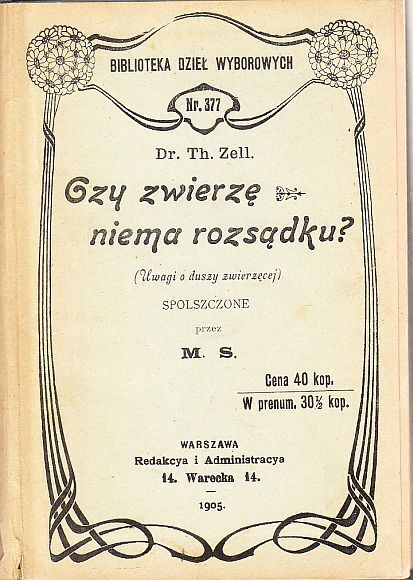 BIBLIOTEKA DZIEŁ WYBOROWYCH
Nr. 377
Dr. Th. Zell.
Czy zwierzę
niema rozsądku?
(Uwagi o duszy zwierzęcej)
SPOLSZCZONE
przez
M. S.
Cena 40 kop.
W prenum. 30½ kop.
WARSZAWA
Redakcya i Administracya
14. Warecka 14.
1905.